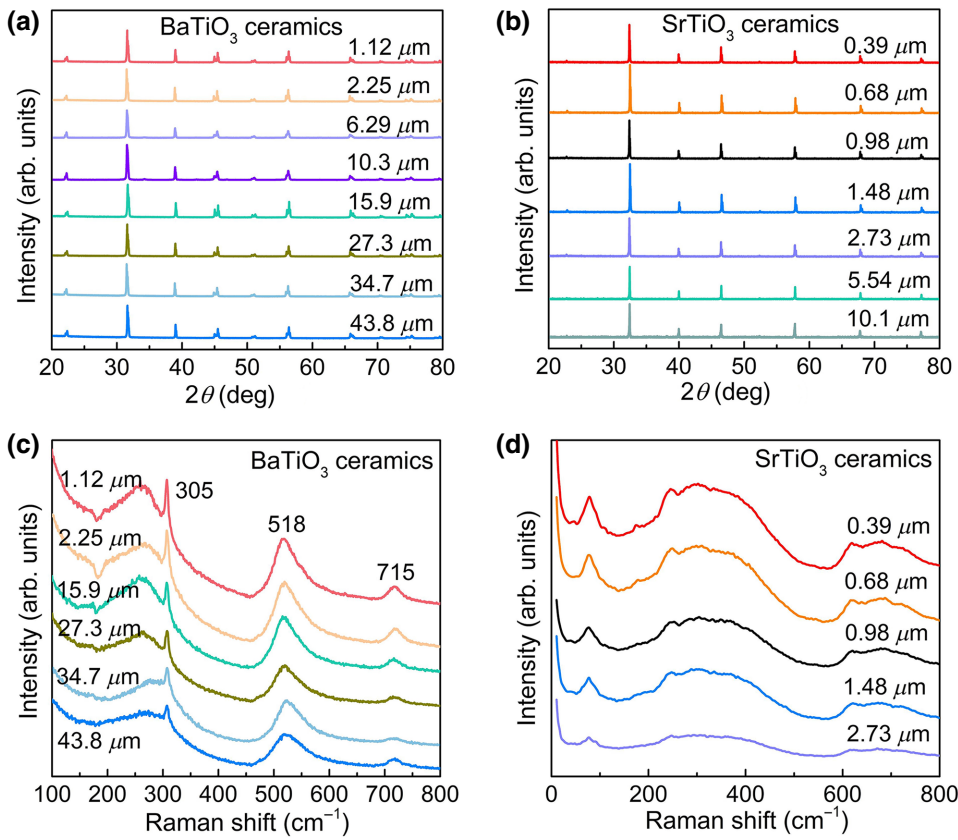 (a)
BaTiO3 ceramics
1.12 μm
2.25 μm
6.29 μm
10.3 μm
15.9 μm
27.3 μm
34.7 μm
43.8 μm
Intensity (arb. units)
20 30 40 50 60 70 80
2θ (deg)
(b)
SrTiO3 ceramics
0.39 μm
0.68 μm
0.98 μm
1.48 μm
2.73 μm
5.54 μm
10.1 μm
Intensity (arb. units)
20 30 40 50 60 70 80
2θ (deg)
(c)
BaTiO3 ceramics
1.12 μm
305
2.25 μm
518
715
15.9 μm
27.3 μm
34.7 μm
43.8 μm
Intensity (arb. units)
100 200 300 400 500 600 700 800
Raman shift (cm–1)
(d)
SrTiO3 ceramics
0.39 μm
0.68 μm
0.98 μm
1.48 μm
2.73 μm
Intensity (arb. units)
0 200 400 600 800
Raman shift (cm–1)